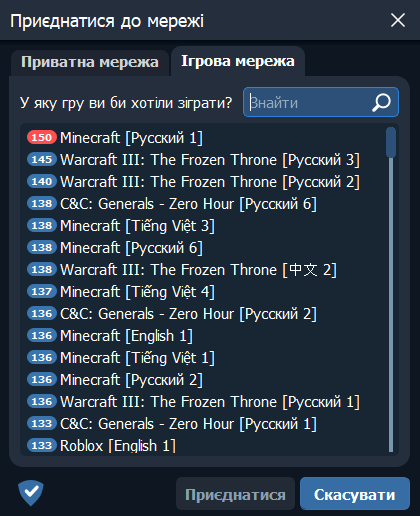 Приєднатися до мережі
Приватна мережа Ігрова мережа
У яку гру ви би хотіли зіграти? Знайти
150 Minecraft [Русский 1]
145 Warcraft III: The Frozen Throne [Русский 3]
140 Warcraft III: The Frozen Throne [Русский 2]
138 C&C: Generals - Zero Hour [Русский 6]
138 Minecraft [Tiếng Việt 3]
138 Minecraft [Русский 6]
138 Warcraft III: The Frozen Throne [中文 2]
137 Minecraft [Tiếng Việt 4]
136 C&C: Generals - Zero Hour [Русский 2]
136 Minecraft [English 1]
136 Minecraft [Tiếng Việt 1]
136 Minecraft [Русский 2]
136 Warcraft III: The Frozen Throne [Русский 1]
133 C&C: Generals - Zero Hour [Русский 1]
133 Roblox [English 1]
Приєднатися Скасувати